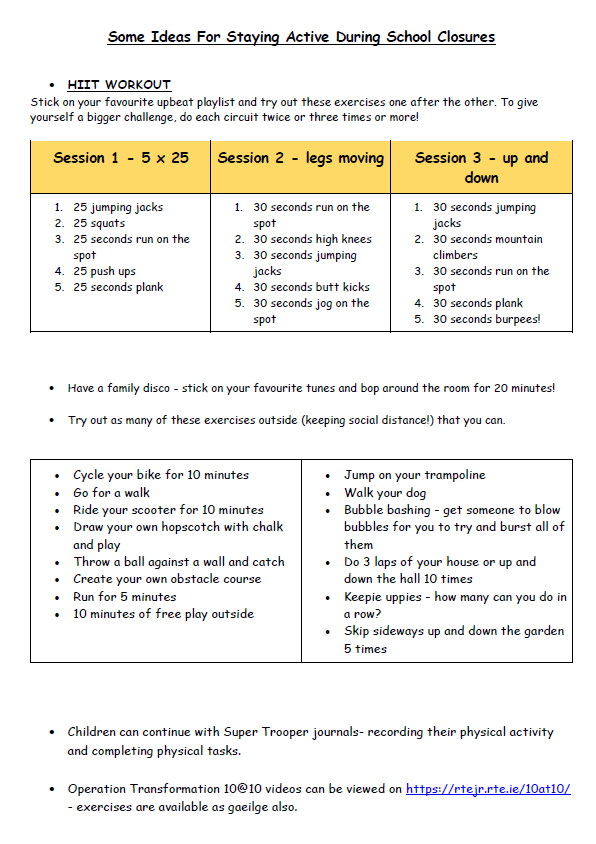 Some Ideas For Staying Active During School Closures
• HIIT WORKOUT
Stick on your favourite upbeat playlist and try out these exercises one after the other. To give
yourself a bigger challenge, do each circuit twice or three times or more!
Session 1 - 5 x 25
1. 25 jumping jacks
2. 25 squats
3. 25 seconds run on the
spot
4. 25 push ups
5. 25 seconds plank
Session 2 - legs moving
1. 30 seconds run on the
spot
2. 30 seconds high knees
3. 30 seconds jumping
jacks
4. 30 seconds butt kicks
5. 30 seconds jog on the
spot
Session 3 - up and
down
1. 30 seconds jumping
jacks
2. 30 seconds mountain
climbers
3. 30 seconds run on the
spot
4. 30 seconds plank
5. 30 seconds burpees!
• Have a family disco - stick on your favourite tunes and bop around the room for 20 minutes!
• Try out as many of these exercises outside (keeping social distance!) that you can.
• Cycle your bike for 10 minutes
• Go for a walk
• Ride your scooter for 10 minutes
• Draw your own hopscotch with chalk
and play
• Throw a ball against a wall and catch
• Create your own obstacle course
• Run for 5 minutes
• 10 minutes of free play outside
• Jump on your trampoline
• Walk your dog
• Bubble bashing - get someone to blow
bubbles for you to try and burst all of
them
• Do 3 laps of your house or up and
down the hall 10 times
• Keepie uppies - how many can you do in
a row?
• Skip sideways up and down the garden
5 times
• Children can continue with Super Trooper journals- recording their physical activity
and completing physical tasks.
• Operation Transformation 10@10 videos can be viewed on https://rtejr.rte.ie/10at10/
- exercises are available as gaeilge also.